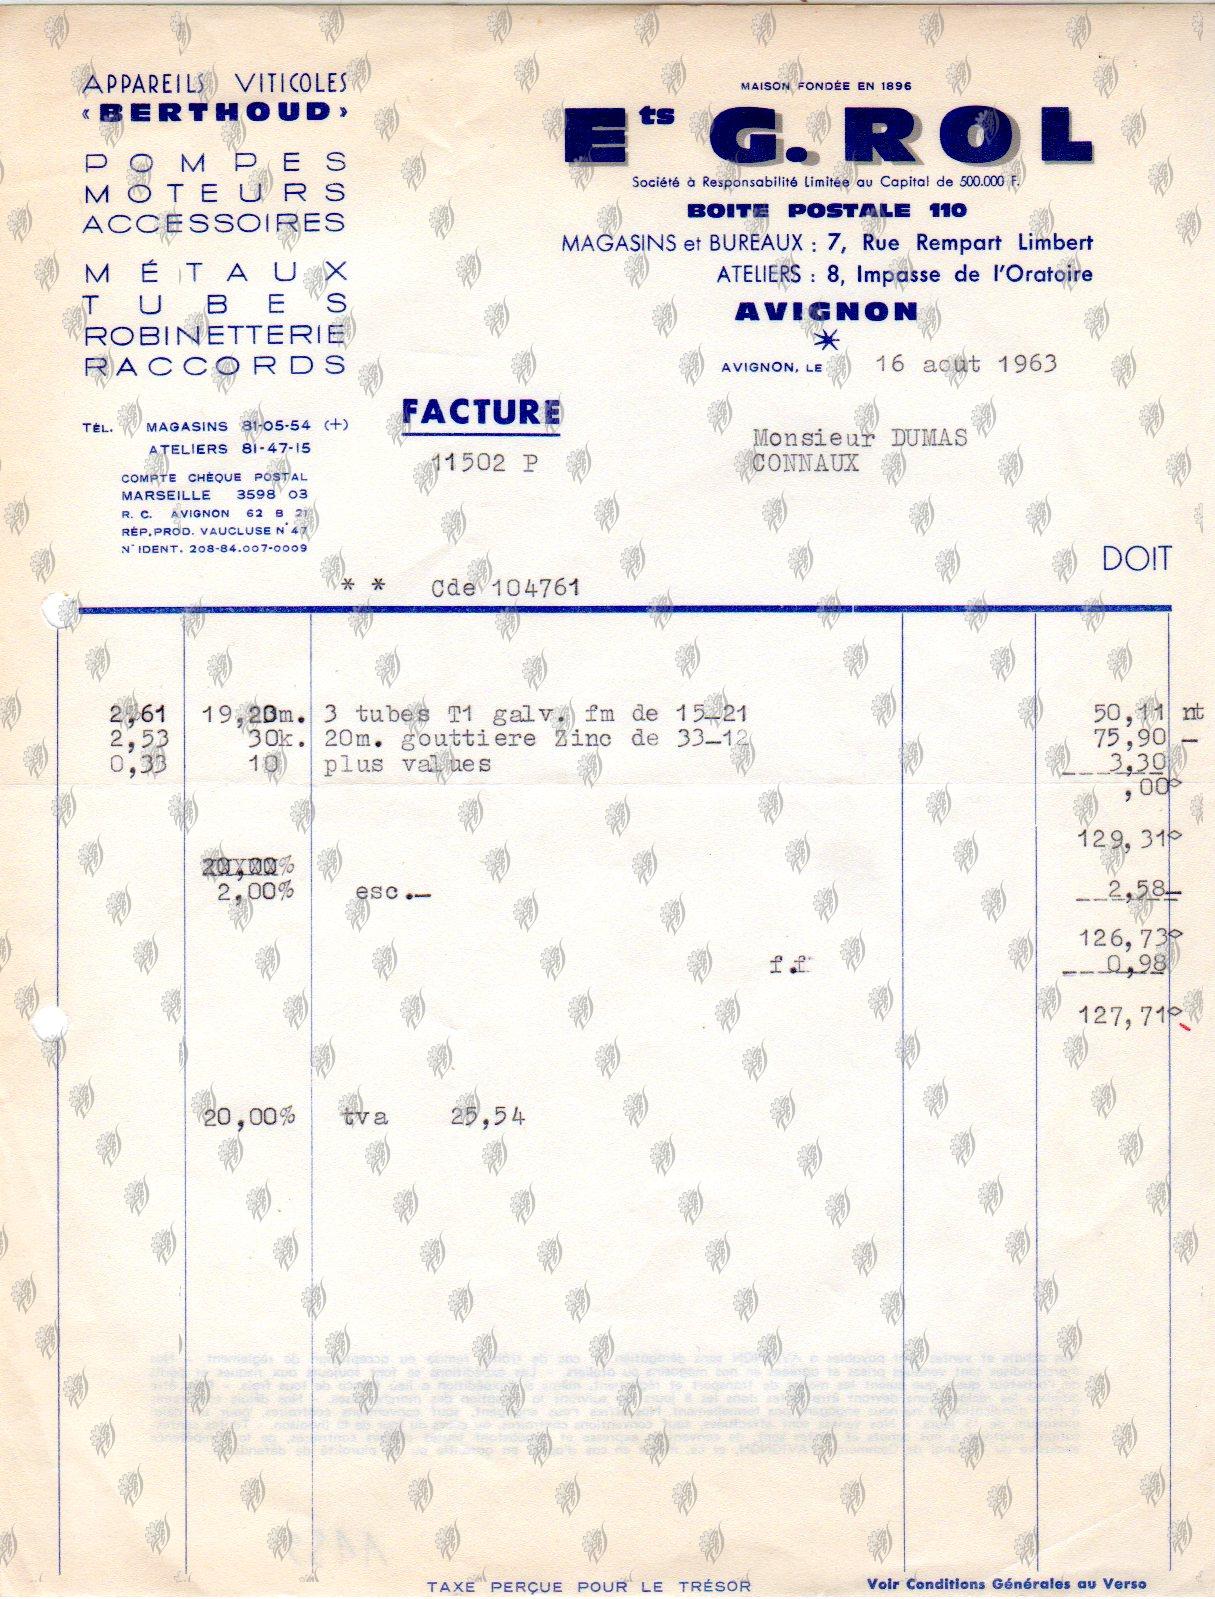 APPAREILS VITICOLES
« BERTHOUD »
POMPES
MOTEURS
ACCESSOIRES
MÉTAUX
TUBES
ROBINETTERIE
RACCORDS
MAISON FONDÉE EN 1896
Ets G. ROL
Société à Responsabilité Limitée au Capital de 500.000 F.
BOITE POSTALE 110
MAGASINS et BUREAUX : 7, Rue Rempart Limbert
ATELIERS : 8, Impasse de l'Oratoire
AVIGNON
AVIGNON, LE 16 aout 1963
TÉL. MAGASINS 81-05-54 (+)
ATELIERS 81-47-15
COMPTE CHÈQUE POSTAL
MARSEILLE 3598 03
R. C. AVIGNON 62 B 21
RÉP. PROD. VAUCLUSE N° 47
N° IDENT. 208-84.007-0009
FACTURE
11502 P
Monsieur DUMAS
CONNAUX
DOIT
* * Cde 104761
2,61 19,20m. 3 tubes T1 galv. fm de 15-21 50,11 nt
2,53 30k. 20m. gouttiere Zinc de 33-12 75,90 -
0,33 10 plus values 3,30
,00◊
129,31◊
20,00%
2,00% esc.- 2,58-
126,73◊
f.f 0,98
127,71◊
20,00% tva 25,54
TAXE PERÇUE POUR LE TRÉSOR
Voir Conditions Générales au Verso